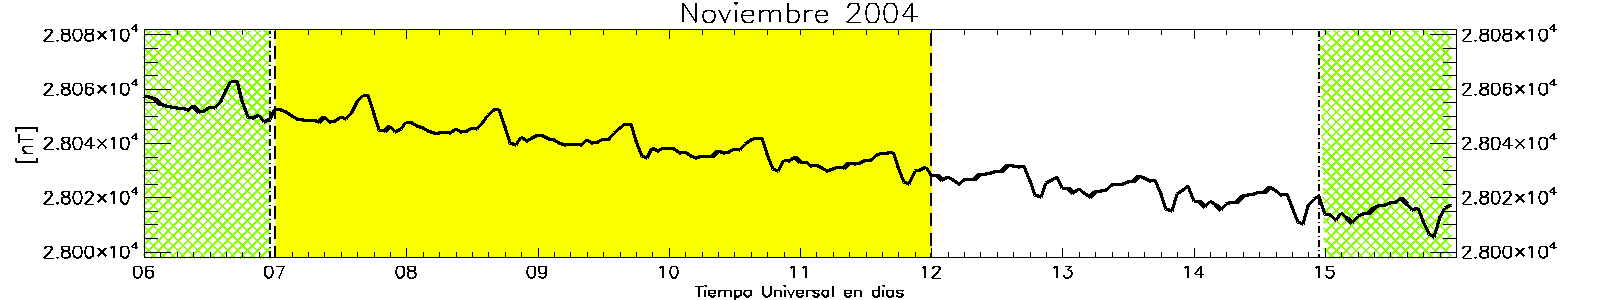 Noviembre 2004
2.808×10⁴ 2.808×10⁴
2.806×10⁴ 2.806×10⁴
2.804×10⁴ 2.804×10⁴
[nT]
2.802×10⁴ 2.802×10⁴
2.800×10⁴ 2.800×10⁴
06 07 08 09 10 11 12 13 14 15
Tiempo Universal en dias